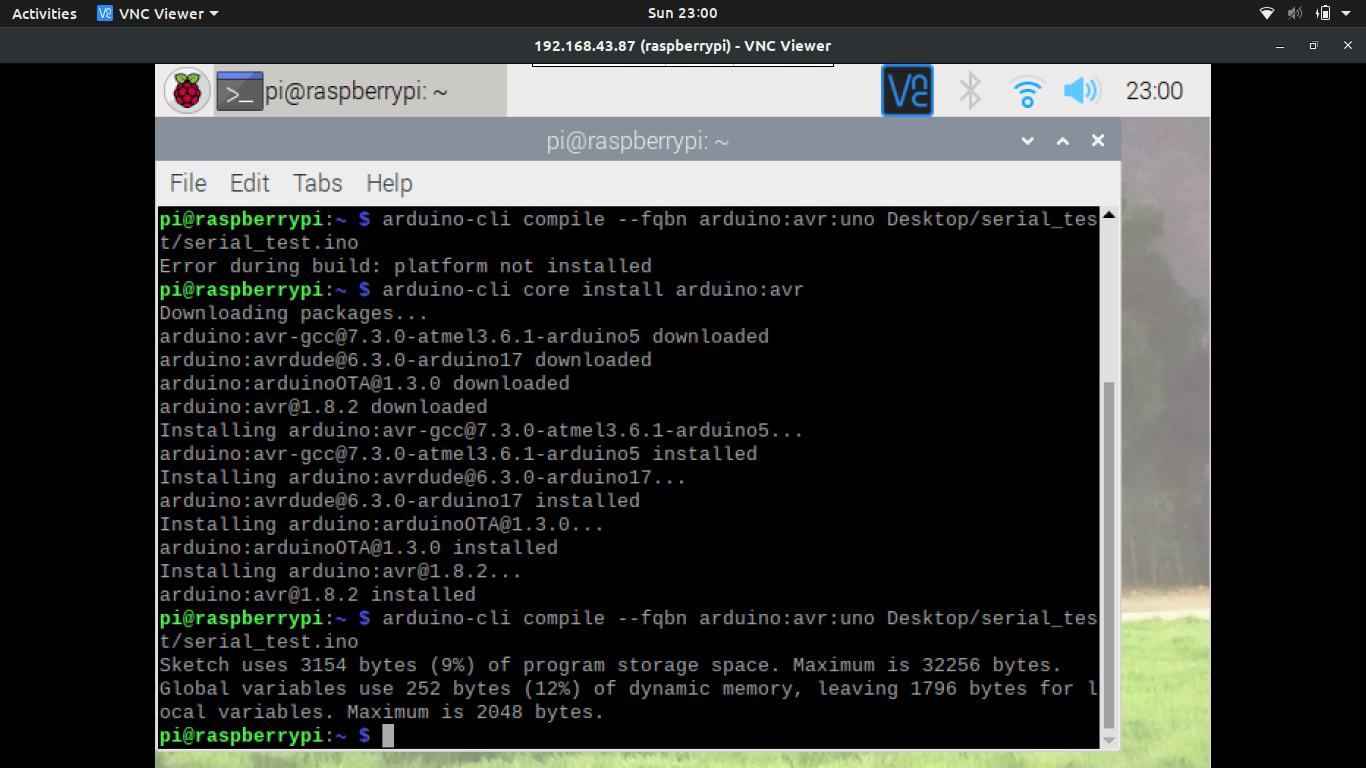 Activities VNC Viewer Sun 23:00
192.168.43.87 (raspberrypi) - VNC Viewer
pi@raspberrypi: ~ 23:00
pi@raspberrypi: ~
File Edit Tabs Help
pi@raspberrypi:~ $ arduino-cli compile --fqbn arduino:avr:uno Desktop/serial_tes
t/serial_test.ino
Error during build: platform not installed
pi@raspberrypi:~ $ arduino-cli core install arduino:avr
Downloading packages...
arduino:avr-gcc@7.3.0-atmel3.6.1-arduino5 downloaded
arduino:avrdude@6.3.0-arduino17 downloaded
arduino:arduinoOTA@1.3.0 downloaded
arduino:avr@1.8.2 downloaded
Installing arduino:avr-gcc@7.3.0-atmel3.6.1-arduino5...
arduino:avr-gcc@7.3.0-atmel3.6.1-arduino5 installed
Installing arduino:avrdude@6.3.0-arduino17...
arduino:avrdude@6.3.0-arduino17 installed
Installing arduino:arduinoOTA@1.3.0...
arduino:arduinoOTA@1.3.0 installed
Installing arduino:avr@1.8.2...
arduino:avr@1.8.2 installed
pi@raspberrypi:~ $ arduino-cli compile --fqbn arduino:avr:uno Desktop/serial_tes
t/serial_test.ino
Sketch uses 3154 bytes (9%) of program storage space. Maximum is 32256 bytes.
Global variables use 252 bytes (12%) of dynamic memory, leaving 1796 bytes for l
ocal variables. Maximum is 2048 bytes.
pi@raspberrypi:~ $